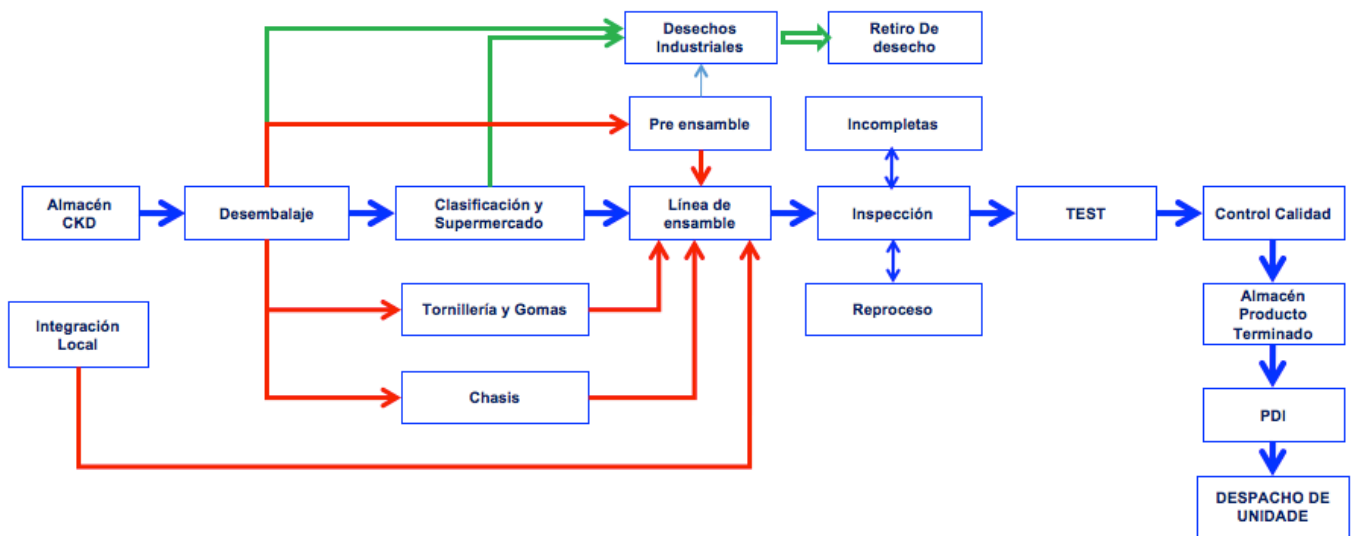 Desechos
Industriales
Retiro De
desecho
Pre ensamble
Incompletas
Almacén
CKD
Desembalaje
Clasificación y
Supermercado
Línea de
ensamble
Inspección
TEST
Control Calidad
Integración
Local
Tornillería y Gomas
Reproceso
Almacén
Producto
Terminado
Chasis
PDI
DESPACHO DE
UNIDADE